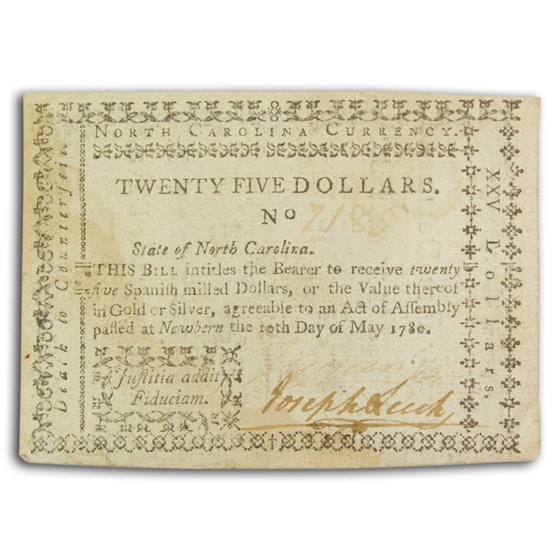 NORTH CAROLINA CURRENCY.
TWENTY FIVE DOLLARS.
No
State of North Carolina.
THIS BILL intitles the Bearer to receive twenty
five Spanish milled Dollars, or the Value thereof
in Gold or Silver, agreeable to an Act of Assembly
passed at Newbern the 10th Day of May 1780.
Justitia addit
Fiduciam.
Joseph Leech
Death to Counterfeit.
XXV Dollars.